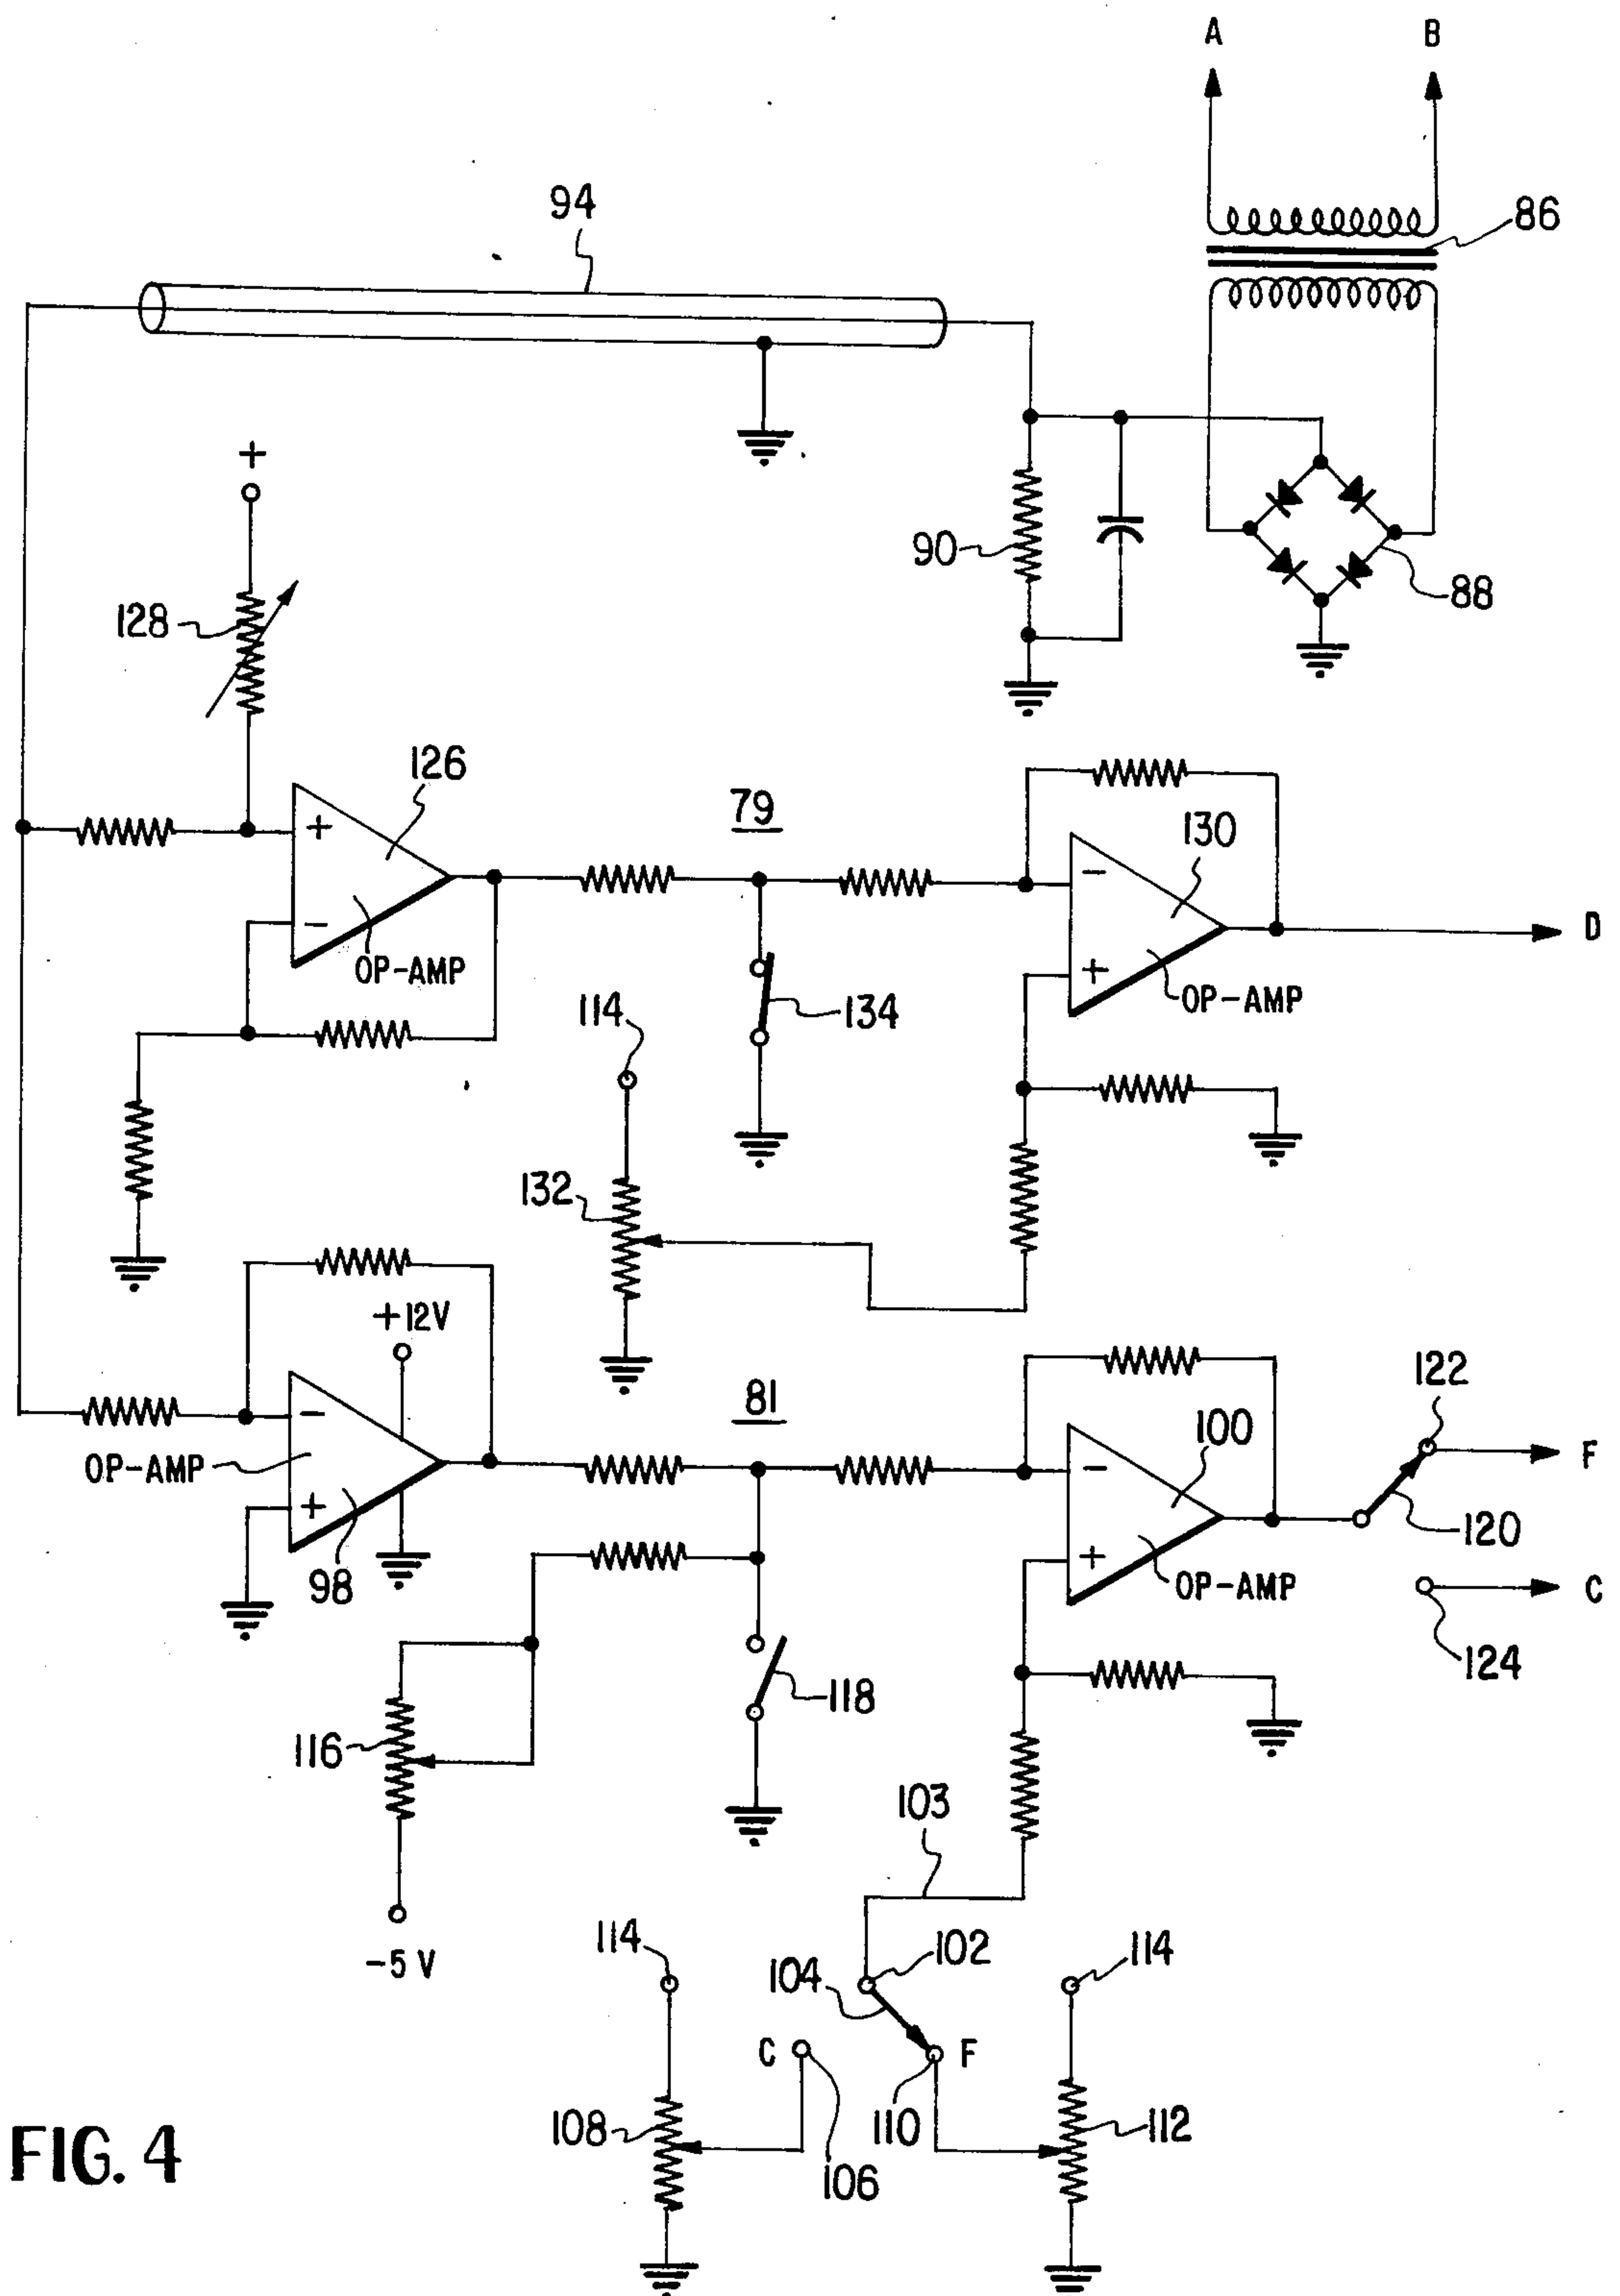 A
B
94
86
+
90
88
128
126
79
130
+
-
D
-
OP-AMP
+
OP-AMP
114
134
132
+12V
122
81
-
100
F
OP-AMP
-
120
+
98
+
OP-AMP
C
124
118
116
103
-5 V
114
104
102
114
C
F
108
110
112
106
FIG. 4